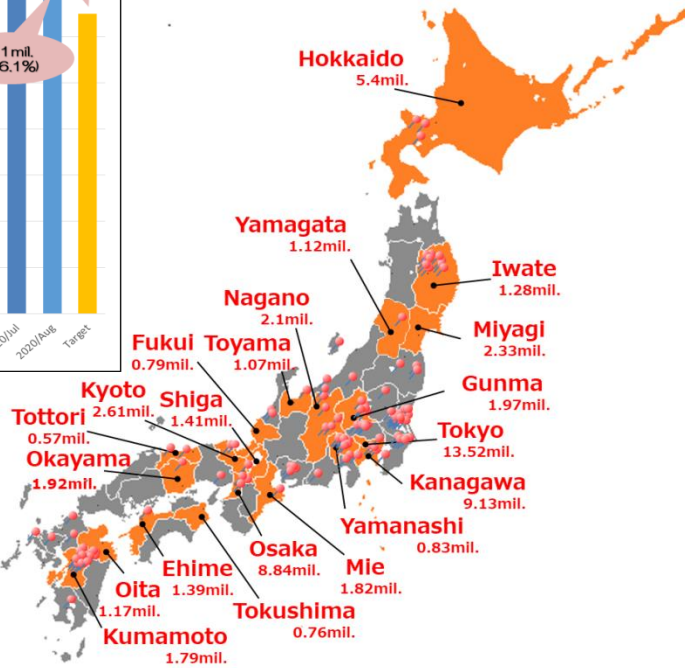 1 mil,
6.1%)
0/Jul
2020/Aug
Target
Hokkaido
5.4mil.
Yamagata
1.12mil.
Iwate
1.28mil.
Nagano
2.1mil.
Miyagi
2.33mil.
Fukui
0.79mil.
Toyama
1.07mil.
Gunma
1.97mil.
Kyoto
2.61mil.
Shiga
1.41mil.
Tottori
0.57mil.
Tokyo
13.52mil.
Okayama
1.92mil.
Kanagawa
9.13mil.
Yamanashi
0.83mil.
Osaka
8.84mil.
Mie
1.82mil.
Ehime
1.39mil.
Oita
1.17mil.
Tokushima
0.76mil.
Kumamoto
1.79mil.